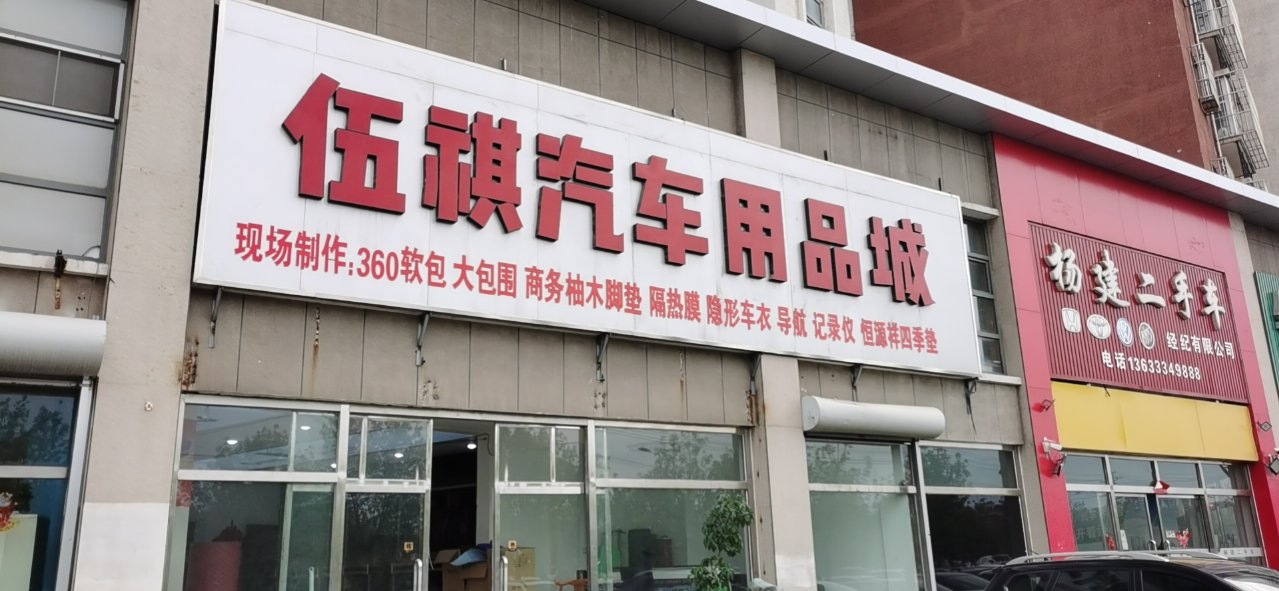 伍祺汽车用品城
现场制作:360软包 大包围 商务柚木脚垫 隔热膜 隐形车衣 导航 记录仪 恒源祥四季垫
杨建二手车
经纪有限公司
电话13633349888